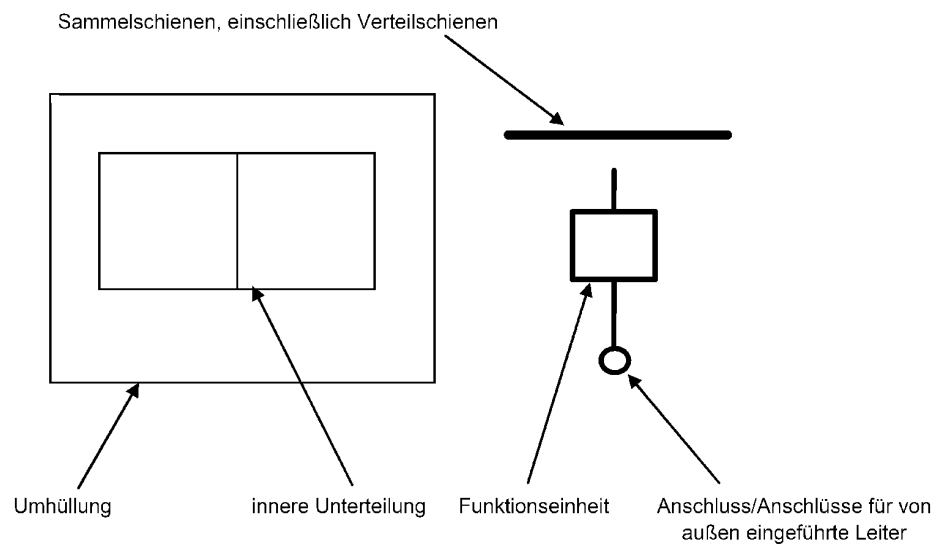 Sammelschienen, einschließlich Verteilschienen
Umhüllung
innere Unterteilung
Funktionseinheit
Anschluss/Anschlüsse für von
außen eingeführte Leiter